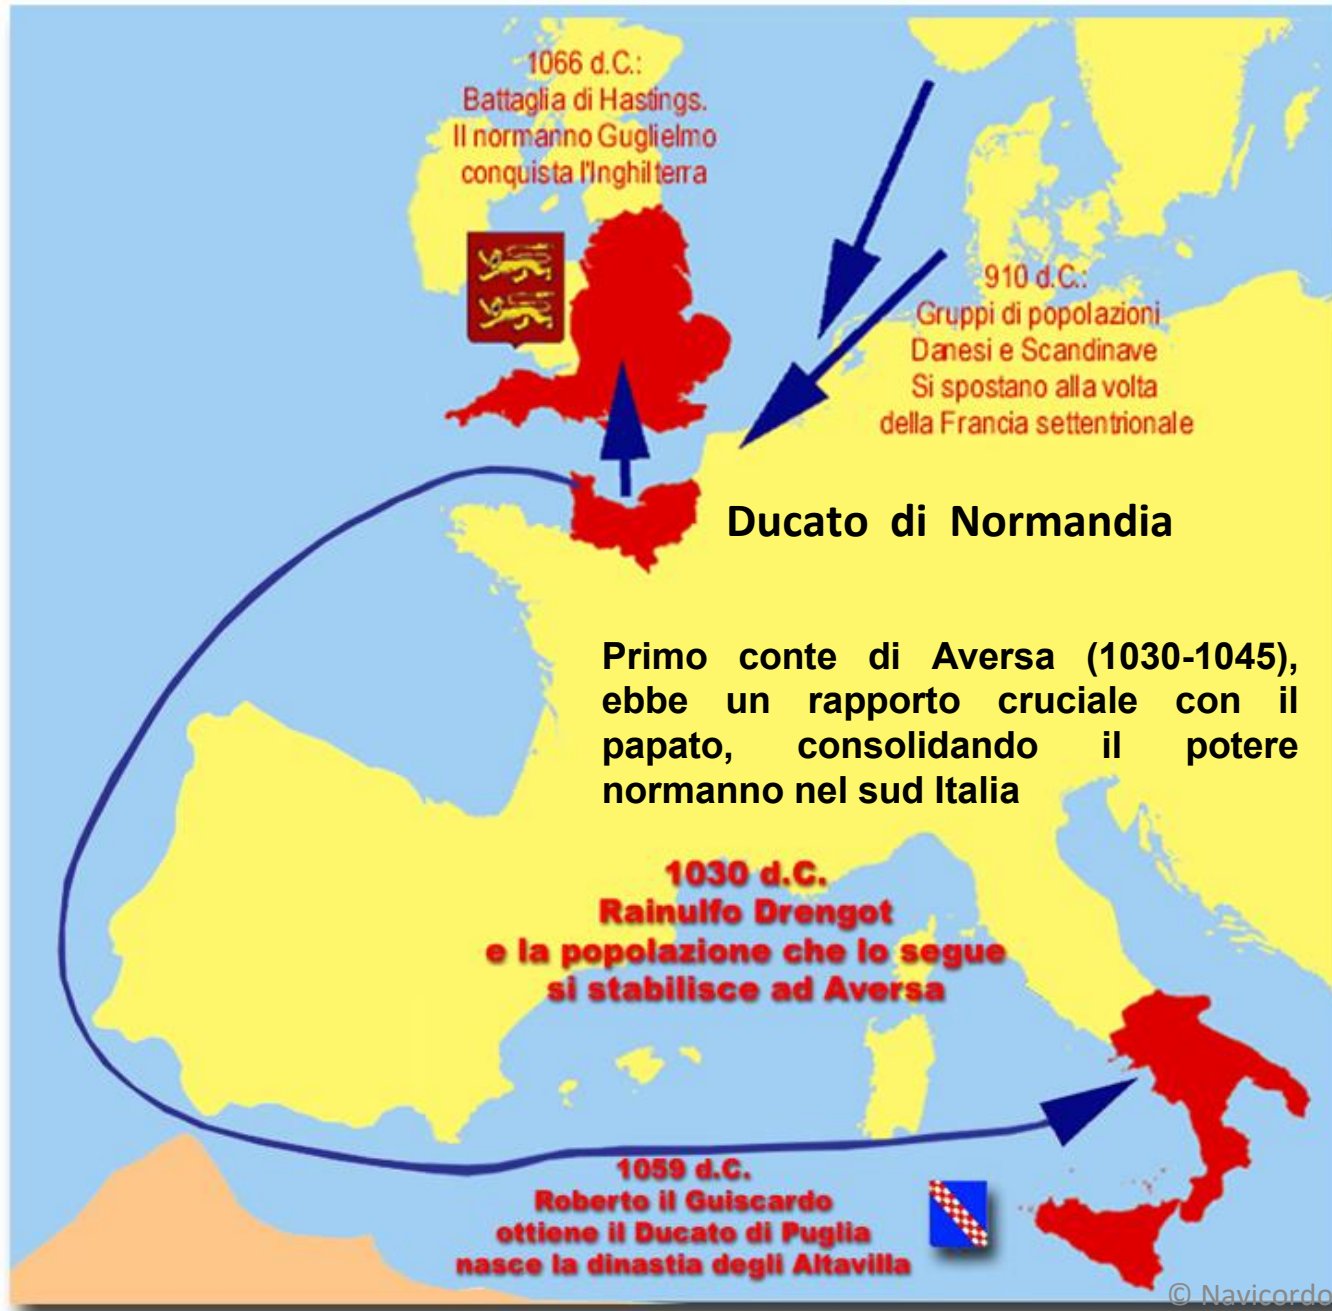 1066 d.C.:
Battaglia di Hastings.
Il normanno Guglielmo
conquista l'Inghilterra
910 d.C.:
Gruppi di popolazioni
Danesi e Scandinave
Si spostano alla volta
della Francia settentrionale
Ducato di Normandia
Primo conte di Aversa (1030-1045),
ebbe un rapporto cruciale con il
papato, consolidando il potere
normanno nel sud Italia
1030 d.C.
Rainulfo Drengot
e la popolazione che lo segue
si stabilisce ad Aversa
1059 d.C.
Roberto il Guiscardo
ottiene il Ducato di Puglia
nasce la dinastia degli Altavilla
© Navicordo